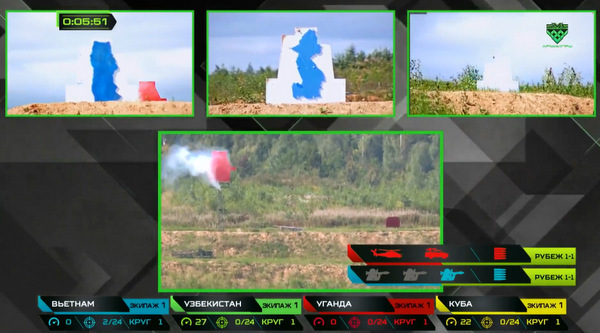 0:05:51
АРМИ И ГРЫ
РУБЕЖ 1-1
РУБЕЖ 1-1
ВЬЕТНАМ ЭКИПАЖ 1
0 2/24 КРУГ 1
УЗБЕКИСТАН ЭКИПАЖ 1
27 0/24 КРУГ 1
УГАНДА ЭКИПАЖ 1
0 0/24 КРУГ 1
КУБА ЭКИПАЖ 1
22 0/24 КРУГ 1